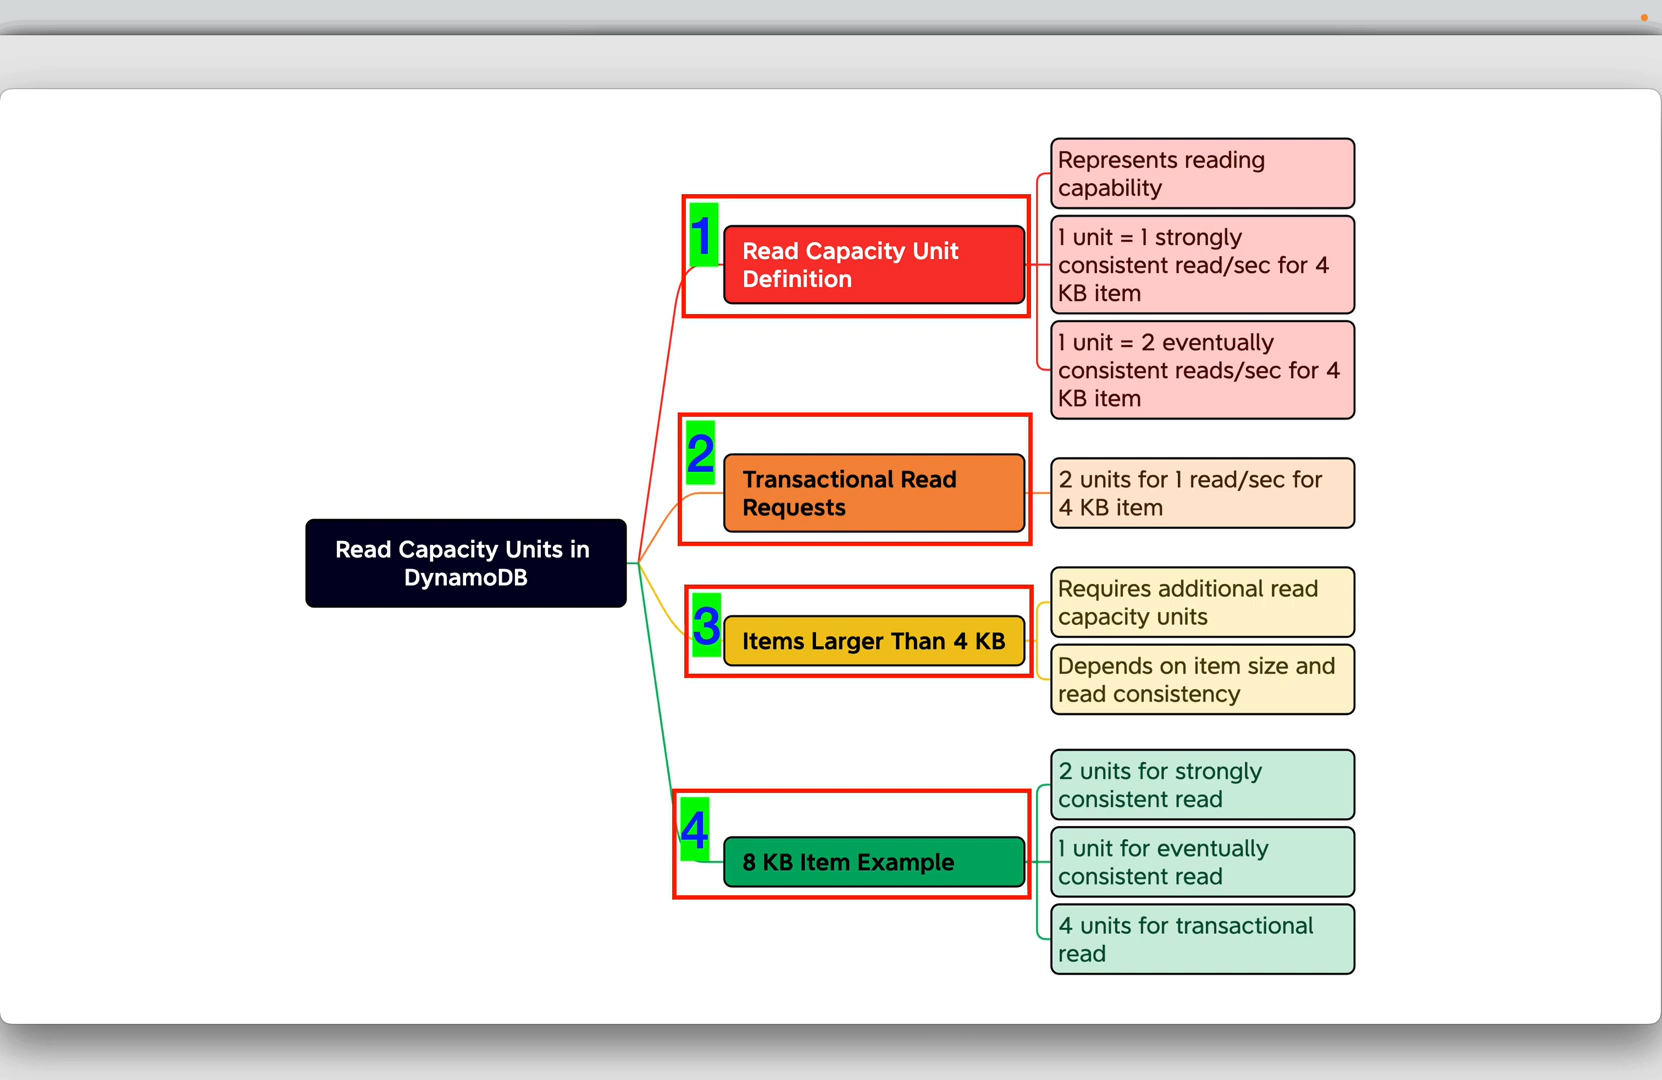 Read Capacity Units in
DynamoDB
1
Read Capacity Unit
Definition
Represents reading
capability
1 unit = 1 strongly
consistent read/sec for 4
KB item
1 unit = 2 eventually
consistent reads/sec for 4
KB item
2
Transactional Read
Requests
2 units for 1 read/sec for
4 KB item
3
Items Larger Than 4 KB
Requires additional read
capacity units
Depends on item size and
read consistency
4
8 KB Item Example
2 units for strongly
consistent read
1 unit for eventually
consistent read
4 units for transactional
read